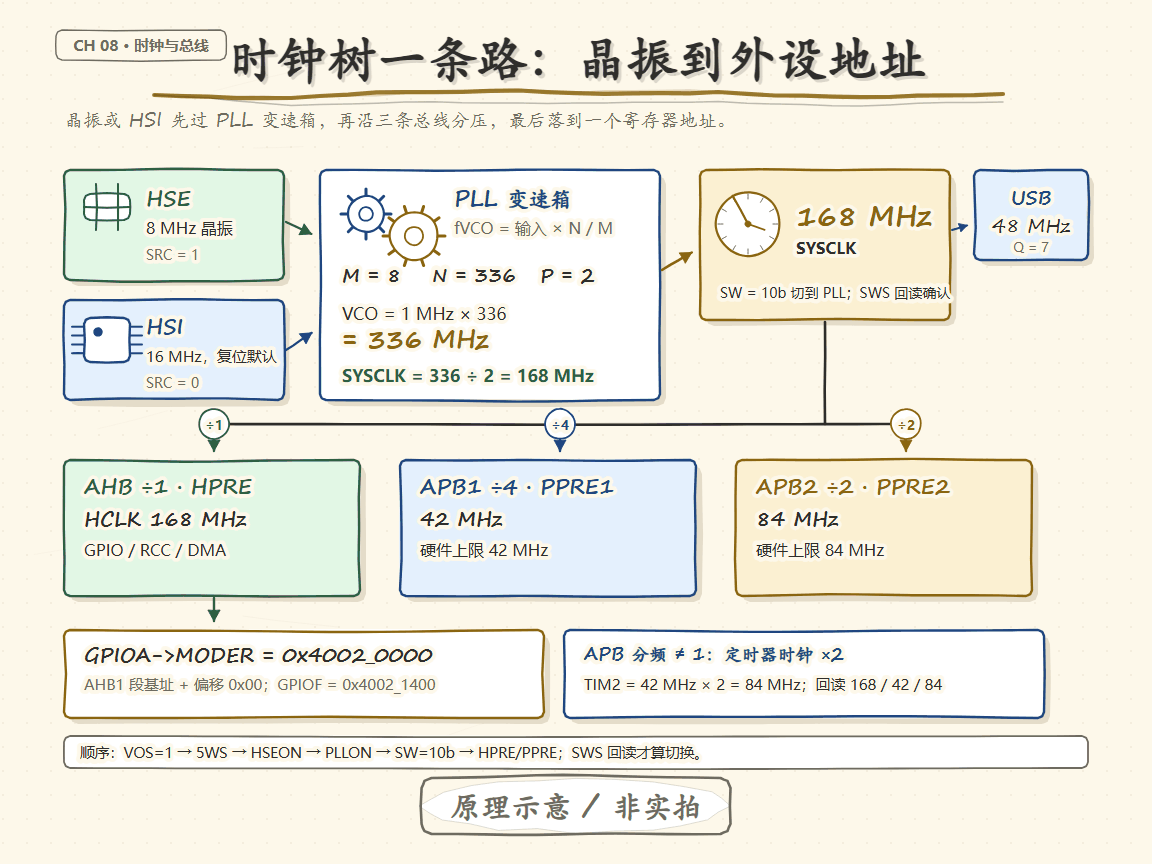 CH 08 · 时钟与总线
时钟树一条路：晶振到外设地址
晶振或 HSI 先过 PLL 变速箱，再沿三条总线分压，最后落到一个寄存器地址。
HSE
8 MHz 晶振
SRC = 1
HSI
16 MHz，复位默认
SRC = 0
PLL 变速箱
fVCO = 输入 × N / M
M = 8 N = 336 P = 2
VCO = 1 MHz × 336
= 336 MHz
SYSCLK = 336 ÷ 2 = 168 MHz
168 MHz
SYSCLK
SW = 10b 切到 PLL；SWS 回读确认
USB
48 MHz
Q = 7
÷1
÷4
÷2
AHB ÷1 · HPRE
HCLK 168 MHz
GPIO / RCC / DMA
APB1 ÷4 · PPRE1
42 MHz
硬件上限 42 MHz
APB2 ÷2 · PPRE2
84 MHz
硬件上限 84 MHz
GPIOA->MODER = 0x4002_0000
AHB1 段基址 + 偏移 0x00；GPIOF = 0x4002_1400
APB 分频 ≠ 1：定时器时钟 ×2
TIM2 = 42 MHz × 2 = 84 MHz；回读 168 / 42 / 84
顺序：VOS=1 → 5WS → HSEON → PLLON → SW=10b → HPRE/PPRE；SWS 回读才算切换。
原理示意 / 非实拍